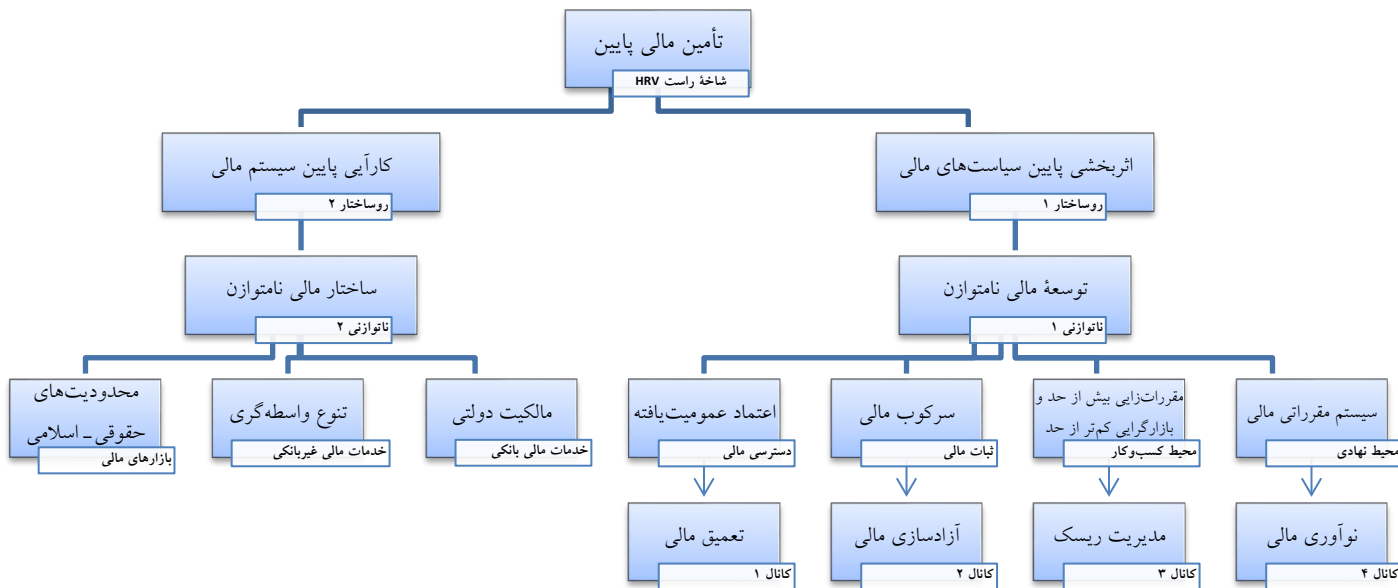 تأمین مالی پایین
شاخۀ راست HRV
اثربخشی پایین سیاست‌های مالی
روساختار ۱
کارآیی پایین سیستم مالی
روساختار ۲
توسعۀ مالی نامتوازن
ناتوازنی ۱
ساختار مالی نامتوازن
ناتوازنی ۲
سیستم مقرراتی مالی
محیط نهادی
مقررات‌زایی بیش از حد و
بازارگرایی کم‌تر از حد
محیط کسب‌وکار
سرکوب مالی
ثبات مالی
اعتماد عمومیت‌یافته
دسترسی مالی
مالکیت دولتی
خدمات مالی بانکی
تنوع واسطه‌گری
خدمات مالی غیربانکی
محدودیت‌های
حقوقی ـ اسلامی
بازارهای مالی
نوآوری مالی
کانال ۴
مدیریت ریسک
کانال ۳
آزادسازی مالی
کانال ۲
تعمیق مالی
کانال ۱